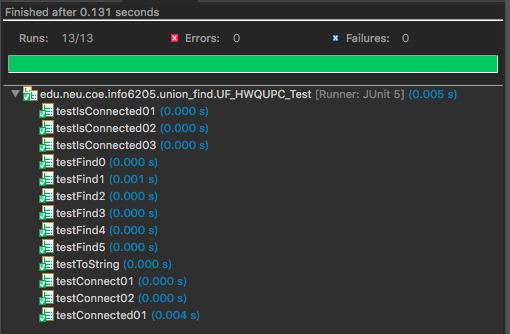 Finished after 0.131 seconds
Runs: 13/13 Errors: 0 Failures: 0
edu.neu.coe.info6205.union_find.UF_HWQUPC_Test [Runner: JUnit 5] (0.005 s)
testIsConnected01 (0.000 s)
testIsConnected02 (0.000 s)
testIsConnected03 (0.000 s)
testFind0 (0.000 s)
testFind1 (0.001 s)
testFind2 (0.000 s)
testFind3 (0.000 s)
testFind4 (0.000 s)
testFind5 (0.000 s)
testToString (0.000 s)
testConnect01 (0.000 s)
testConnect02 (0.000 s)
testConnected01 (0.004 s)